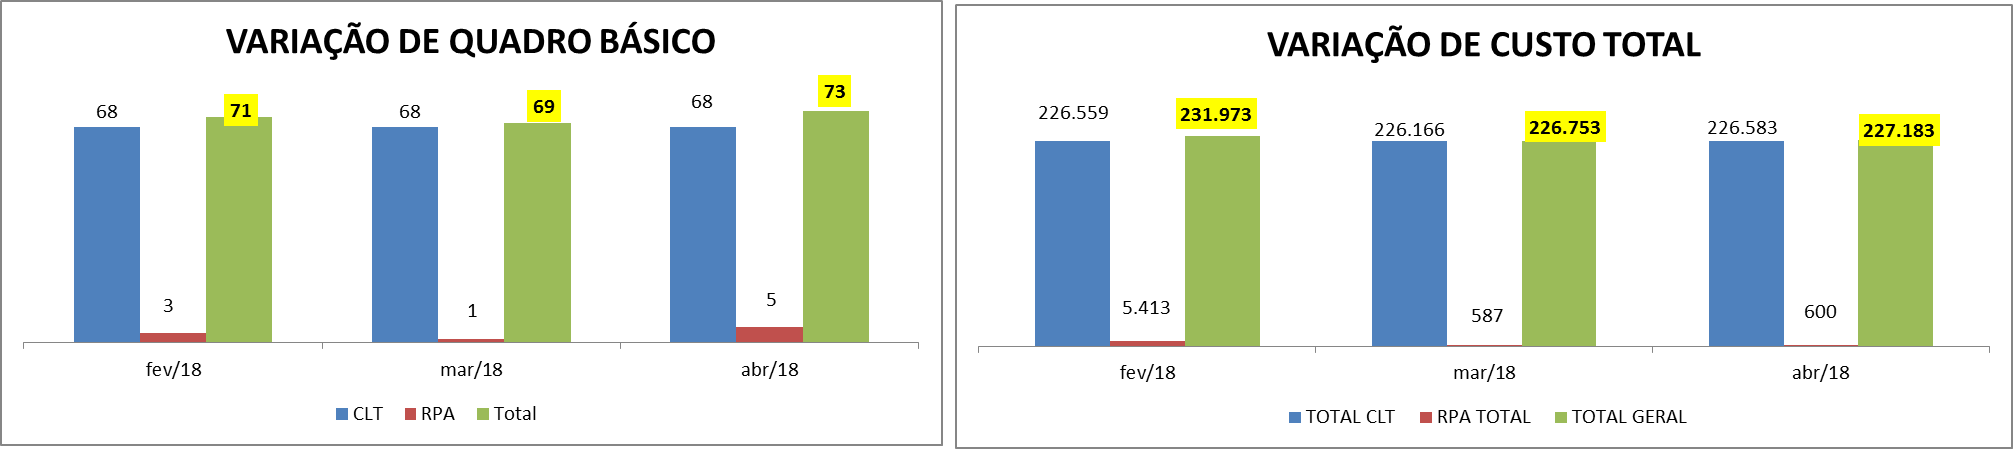 VARIAÇÃO DE QUADRO BÁSICO
68
71
68
69
68
73
3
1
5
fev/18
mar/18
abr/18
CLT RPA Total
VARIAÇÃO DE CUSTO TOTAL
226.559
231.973
226.166
226.753
226.583
227.183
5.413
587
600
fev/18
mar/18
abr/18
TOTAL CLT RPA TOTAL TOTAL GERAL